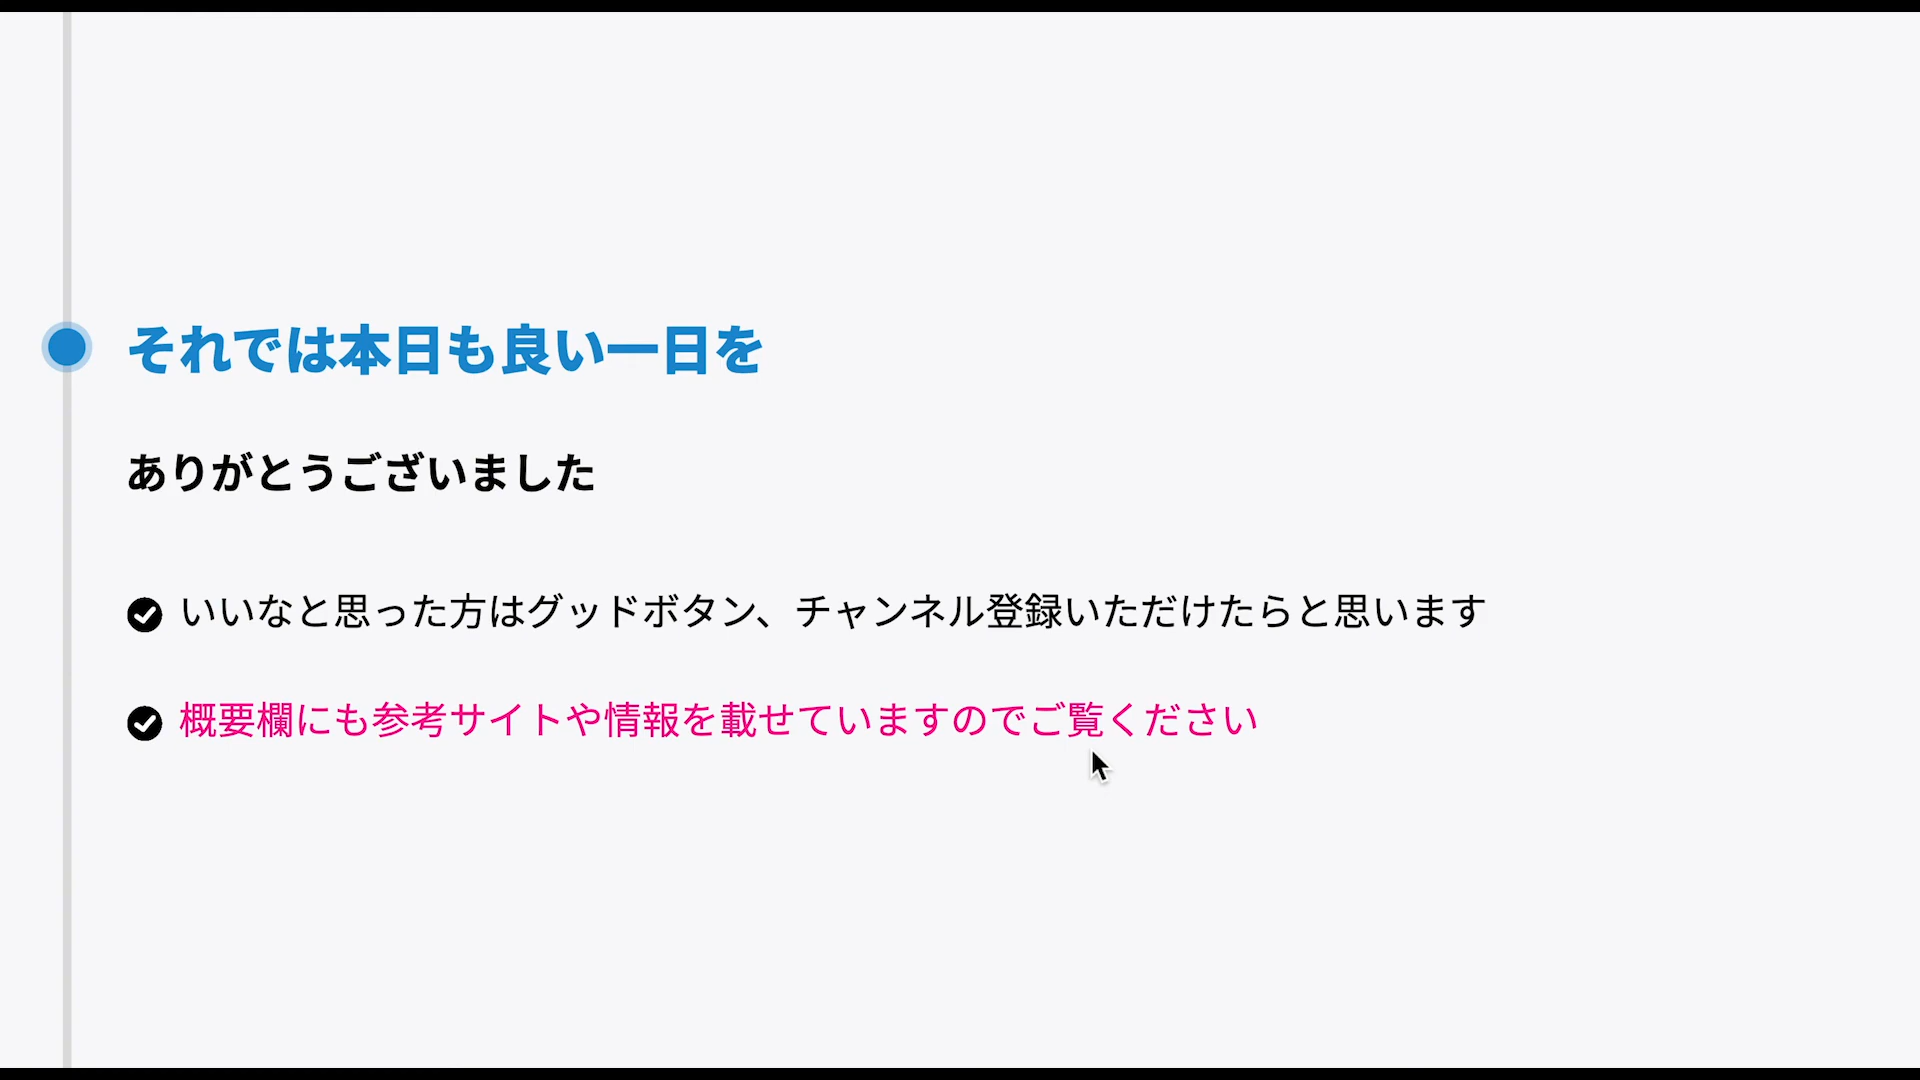 それでは本日も良い一日を
ありがとうございました
いいなと思った方はグッドボタン、チャンネル登録いただけたらと思います
概要欄にも参考サイトや情報を載せていますのでご覧ください